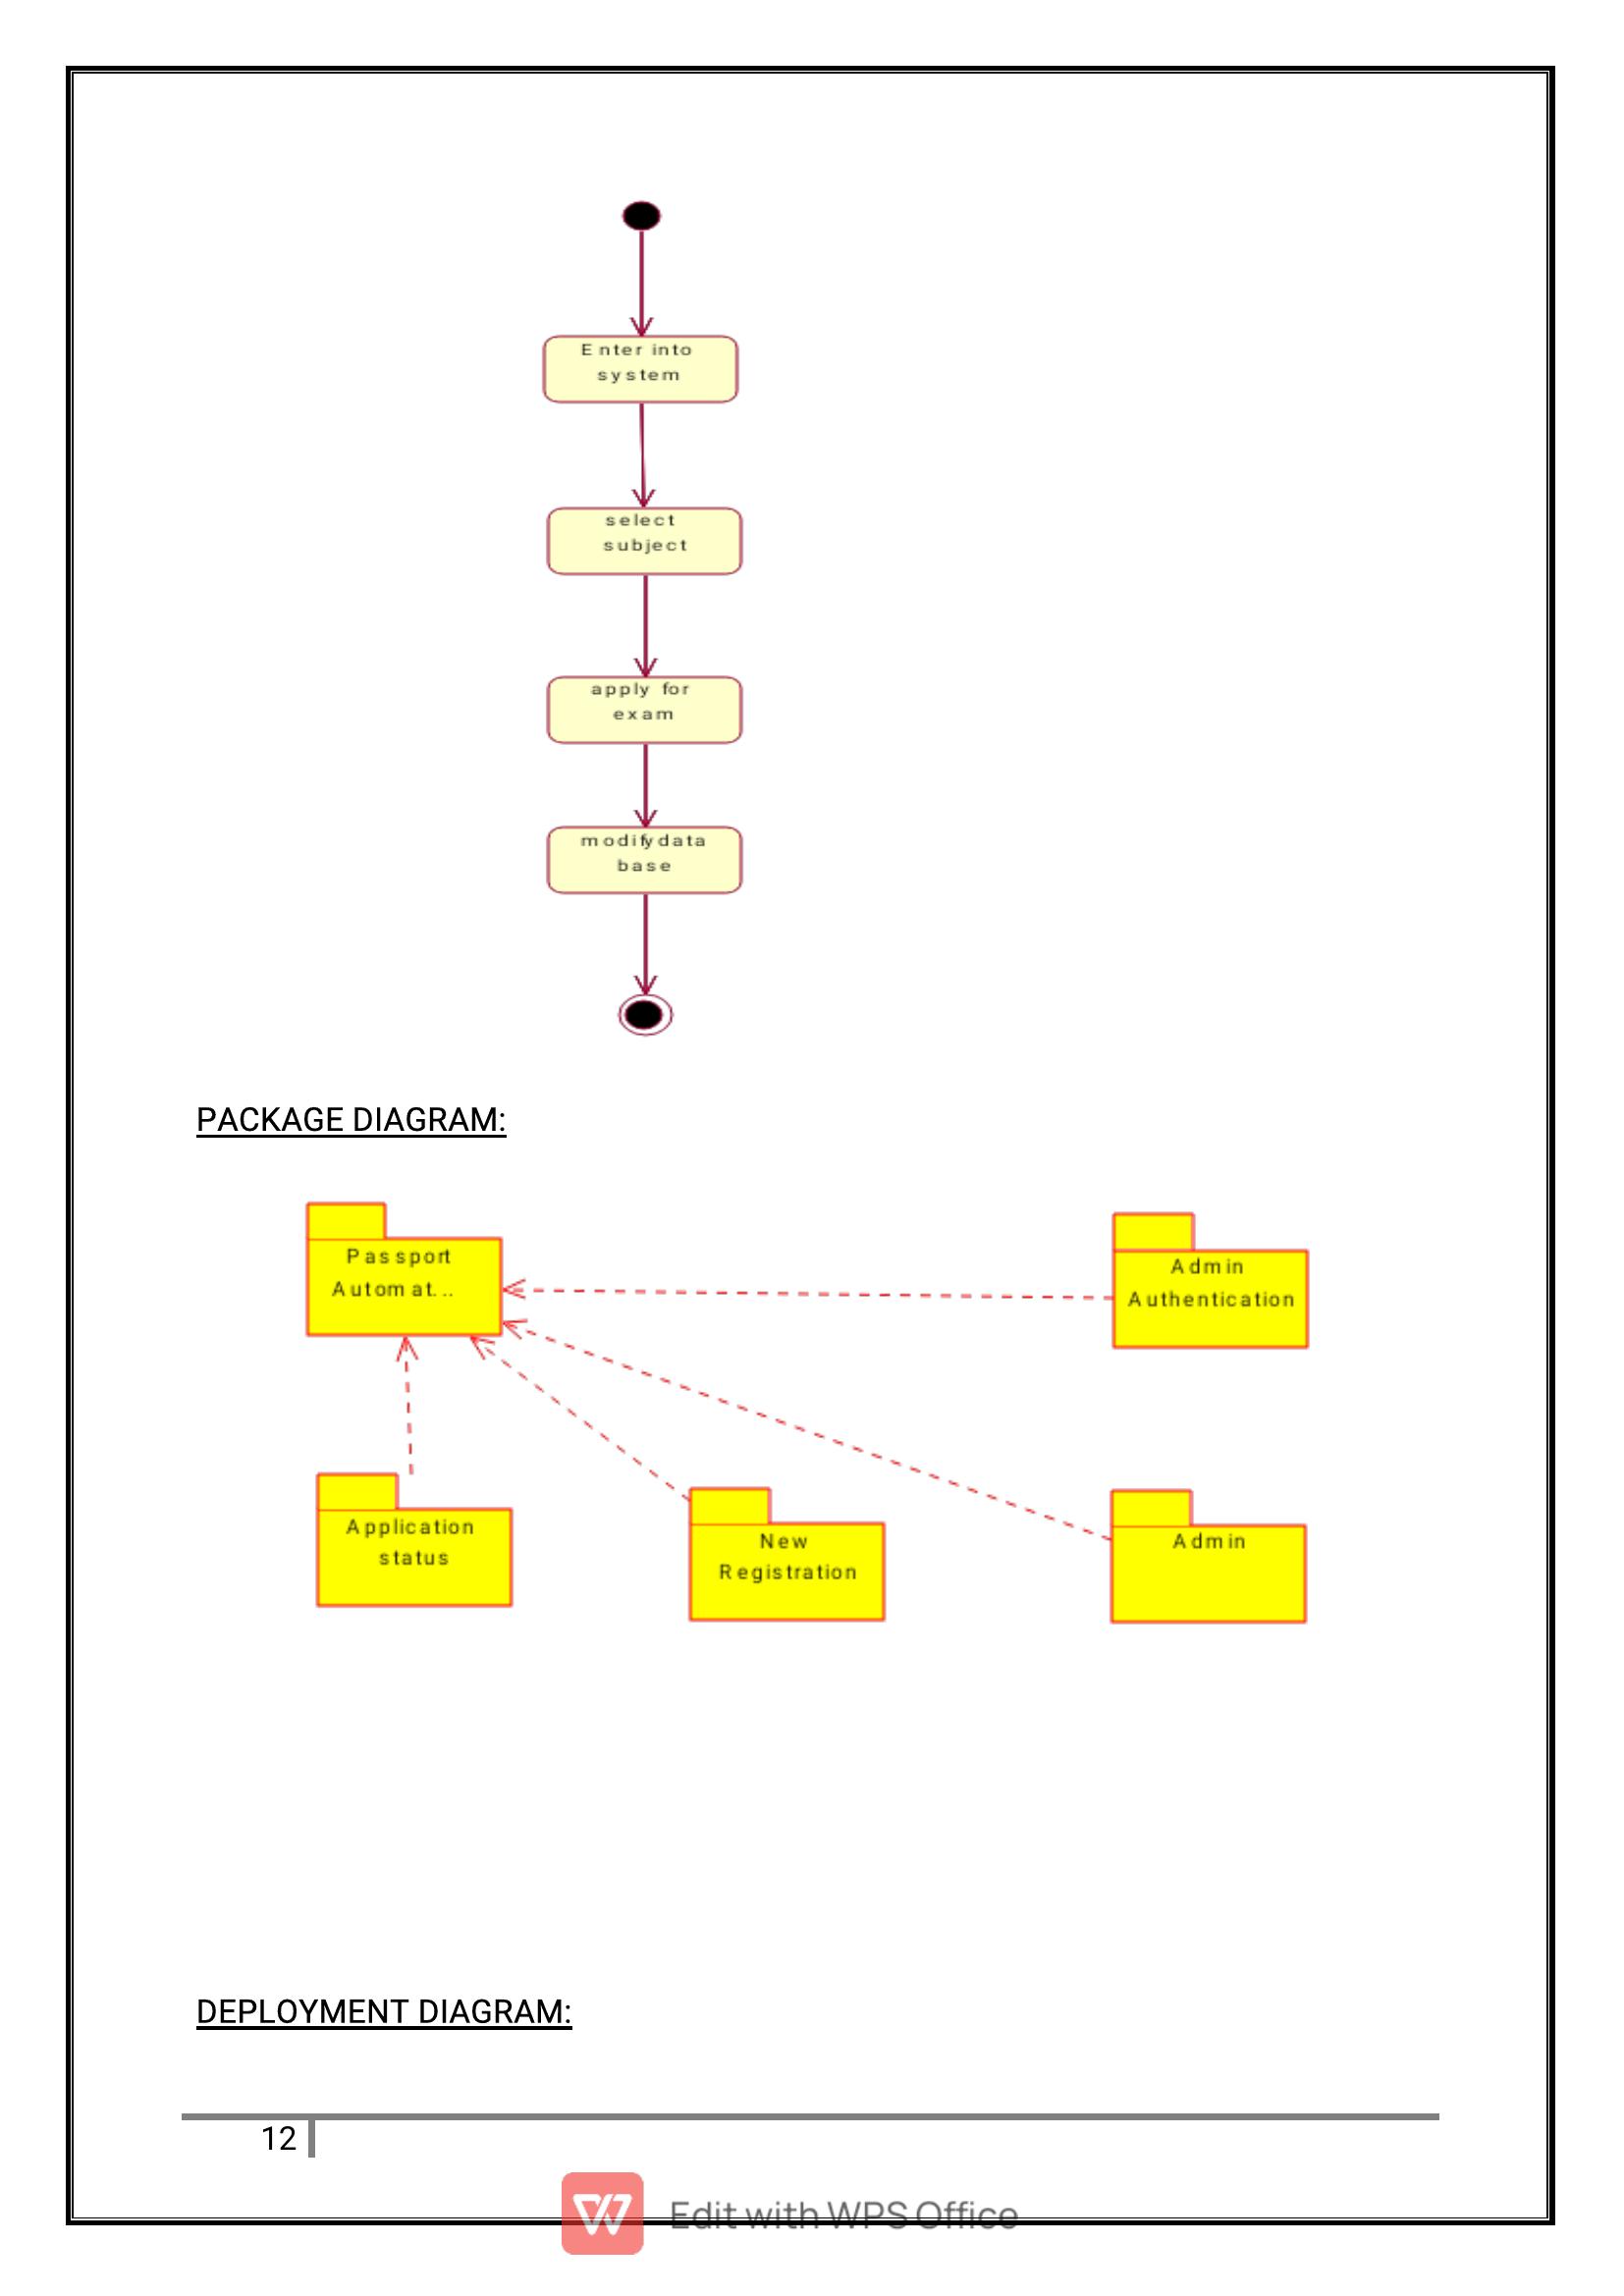 Enter into
system
select
subject
apply for
exam
modifydata
base
PACKAGE DIAGRAM:
Passport
Automat...
Admin
Authentication
Application
status
New
Registration
Admin
DEPLOYMENT DIAGRAM:
12
Edit with WPS Office